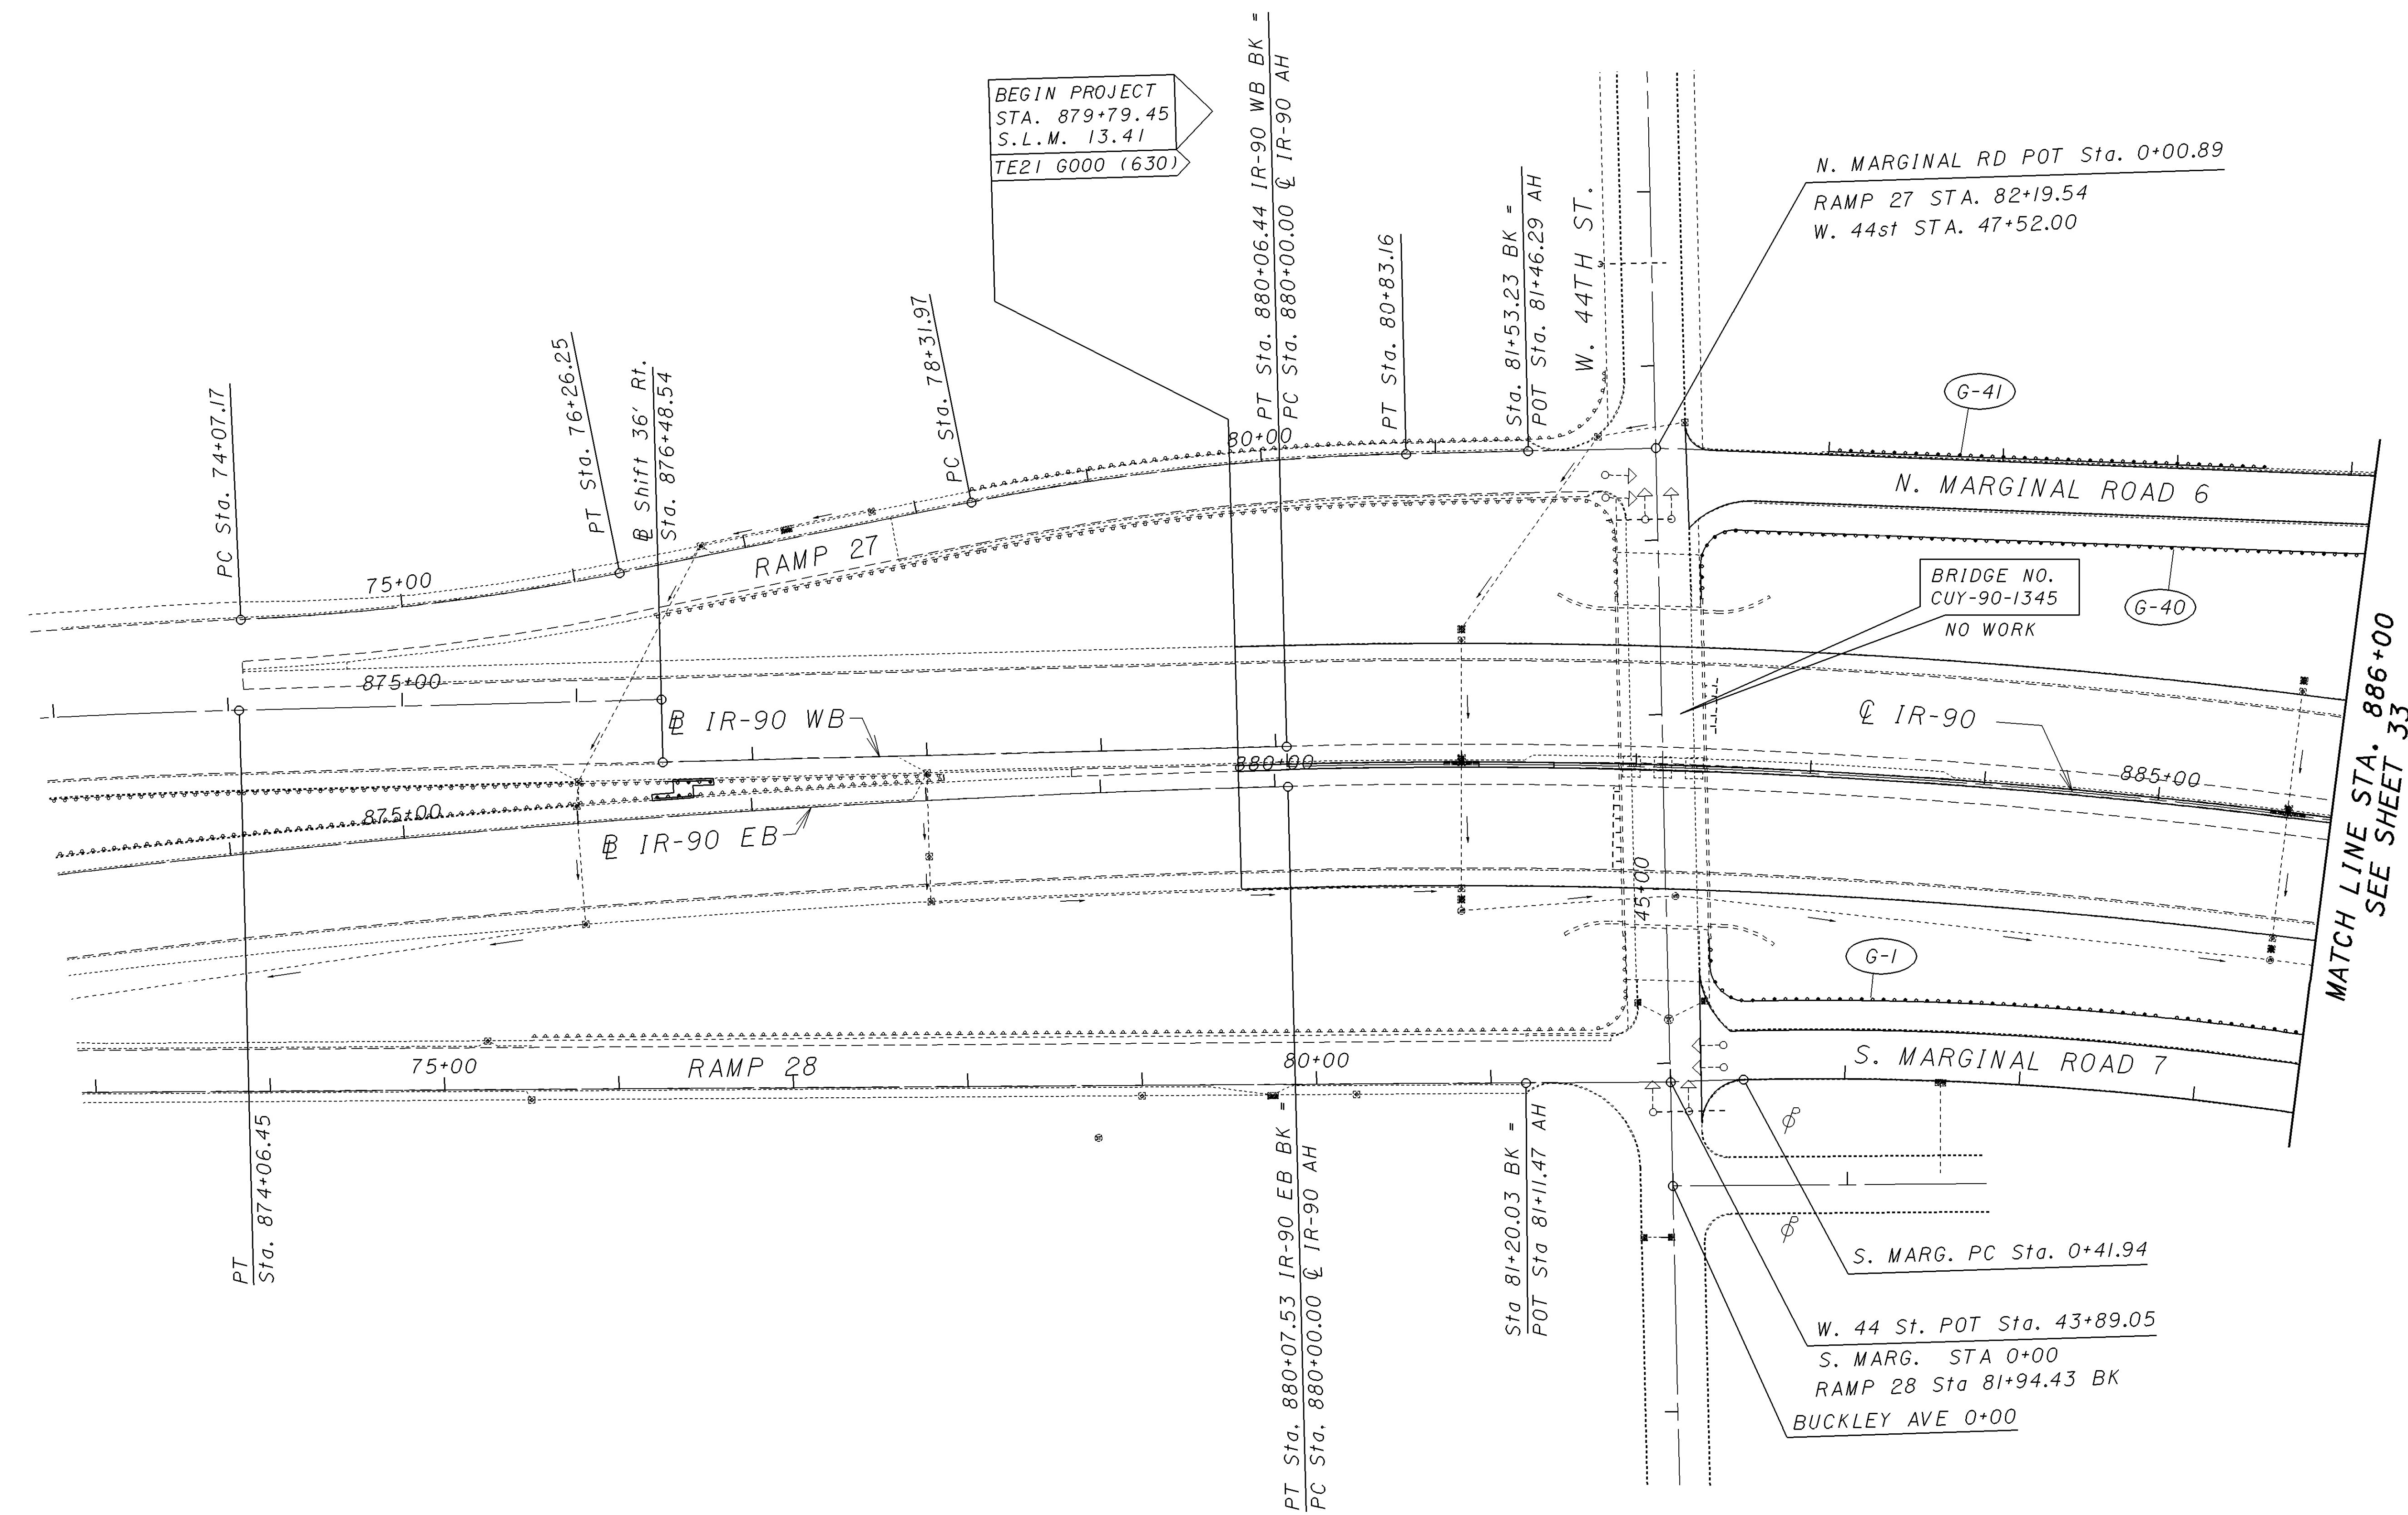 BEGIN PROJECT
STA. 879+79.45
S.L.M. 13.41
TE21 G000 (630)
PT Sta. 880+06.44 IR-90 WB BK =
PC Sta. 880+00.00 ℄ IR-90 AH
N. MARGINAL RD POT Sta. 0+00.89
RAMP 27 STA. 82+19.54
W. 44st STA. 47+52.00
W. 44TH ST.
Sta. 81+53.23 BK =
POT Sta. 81+46.29 AH
PT Sta. 80+83.16
PC Sta. 78+31.97
PT Sta. 76+26.25
℄ Shift 36' Rt.
Sta. 876+48.54
PC Sta. 74+07.17
80+00
75+00
RAMP 27
G-41
N. MARGINAL ROAD 6
BRIDGE NO.
CUY-90-1345
NO WORK
G-40
MATCH LINE STA. 886+00
SEE SHEET 33
875+00
BL IR-90 WB
℄ IR-90
880+00
885+00
875+00
BL IR-90 EB
45+00
G-1
75+00
RAMP 28
80+00
S. MARGINAL ROAD 7
PT
Sta. 874+06.45
PT Sta. 880+07.53 IR-90 EB BK =
PC Sta. 880+00.00 ℄ IR-90 AH
Sta 81+20.03 BK =
POT Sta 81+11.47 AH
S. MARG. PC Sta. 0+41.94
W. 44 St. POT Sta. 43+89.05
S. MARG. STA 0+00
RAMP 28 Sta 81+94.43 BK
BUCKLEY AVE 0+00